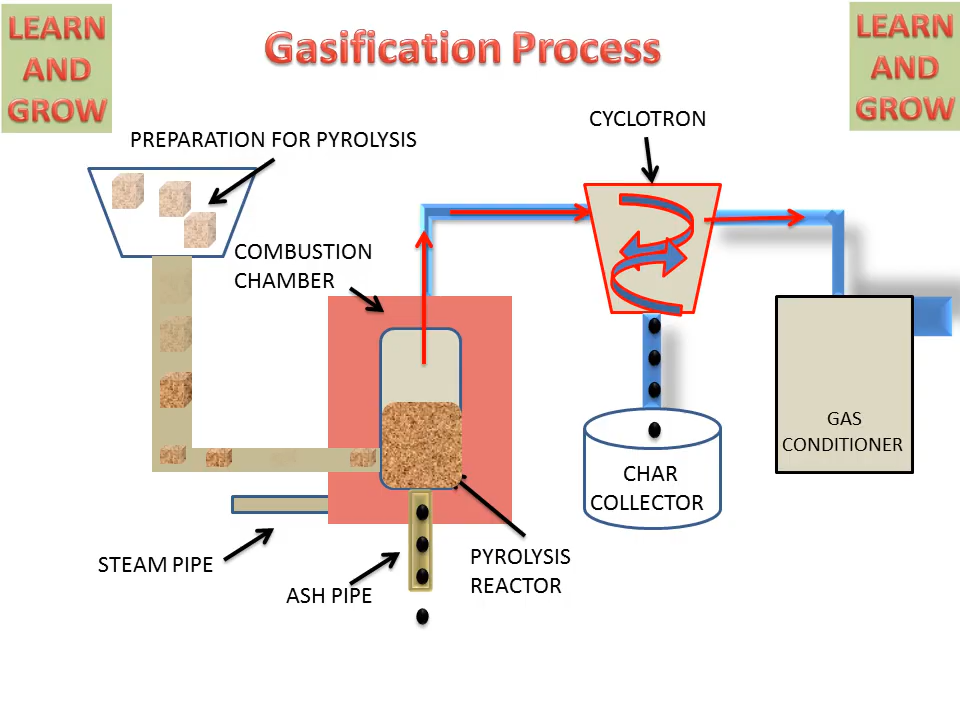 LEARN
AND
GROW
Gasification Process
LEARN
AND
GROW
CYCLOTRON
PREPARATION FOR PYROLYSIS
COMBUSTION
CHAMBER
GAS
CONDITIONER
CHAR
COLLECTOR
STEAM PIPE
ASH PIPE
PYROLYSIS
REACTOR